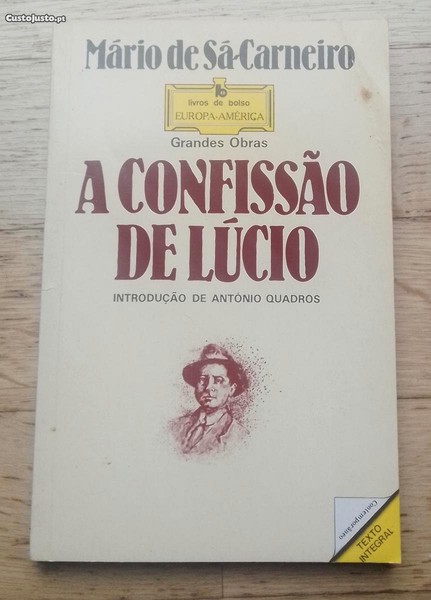 CustoJusto.pt
Mário de Sá-Carneiro
livros de bolso
EUROPA-AMÉRICA
Grandes Obras
A CONFISSÃO
DE LÚCIO
INTRODUÇÃO DE ANTÓNIO QUADROS
Contemporâneo
TEXTO
INTEGRAL